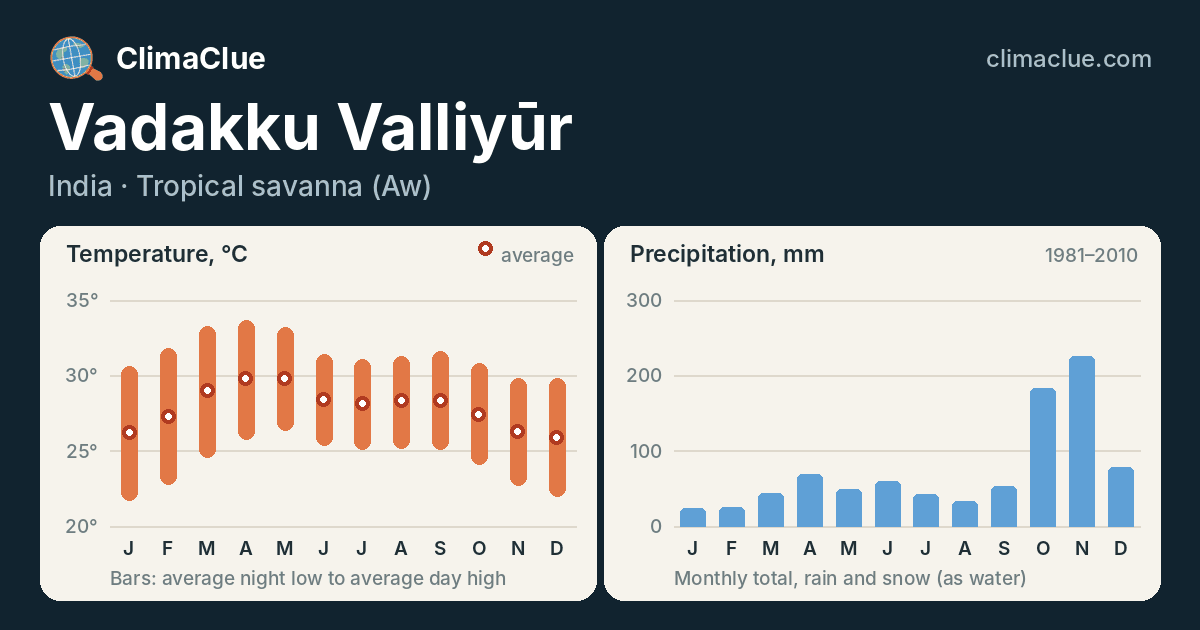 ClimaClue
climaclue.com
Vadakku Valliyūr
India · Tropical savanna (Aw)
Temperature, °C
average
35°
30°
25°
20°
J F M A M J J A S O N D
Bars: average night low to average day high
Precipitation, mm
1981–2010
300
200
100
0
J F M A M J J A S O N D
Monthly total, rain and snow (as water)